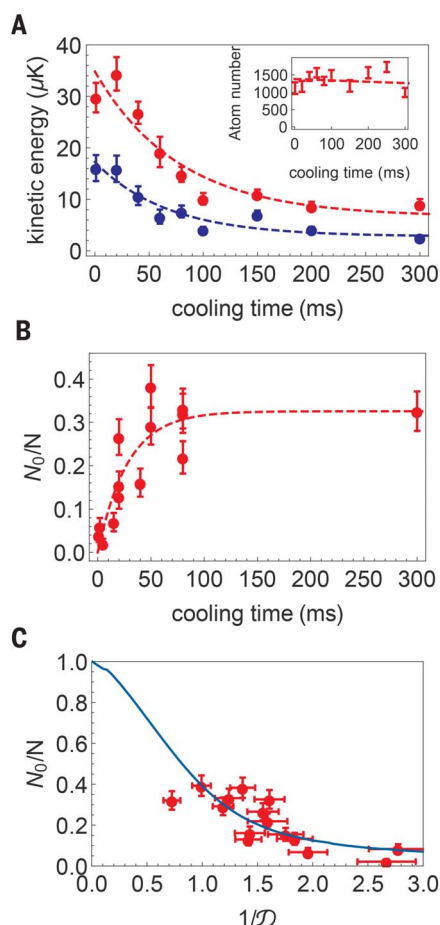 A
kinetic energy (μK)
40
30
20
10
0
0 50 100 150 200 250 300
cooling time (ms)
Atom number
1500
1000
500
0
0 100 200 300
cooling time (ms)
B
N₀/N
0.4
0.3
0.2
0.1
0.0
0 50 100 150 200 250 300
cooling time (ms)
C
N₀/N
1.0
0.8
0.6
0.4
0.2
0.0
0.0 0.5 1.0 1.5 2.0 2.5 3.0
1/𝒟